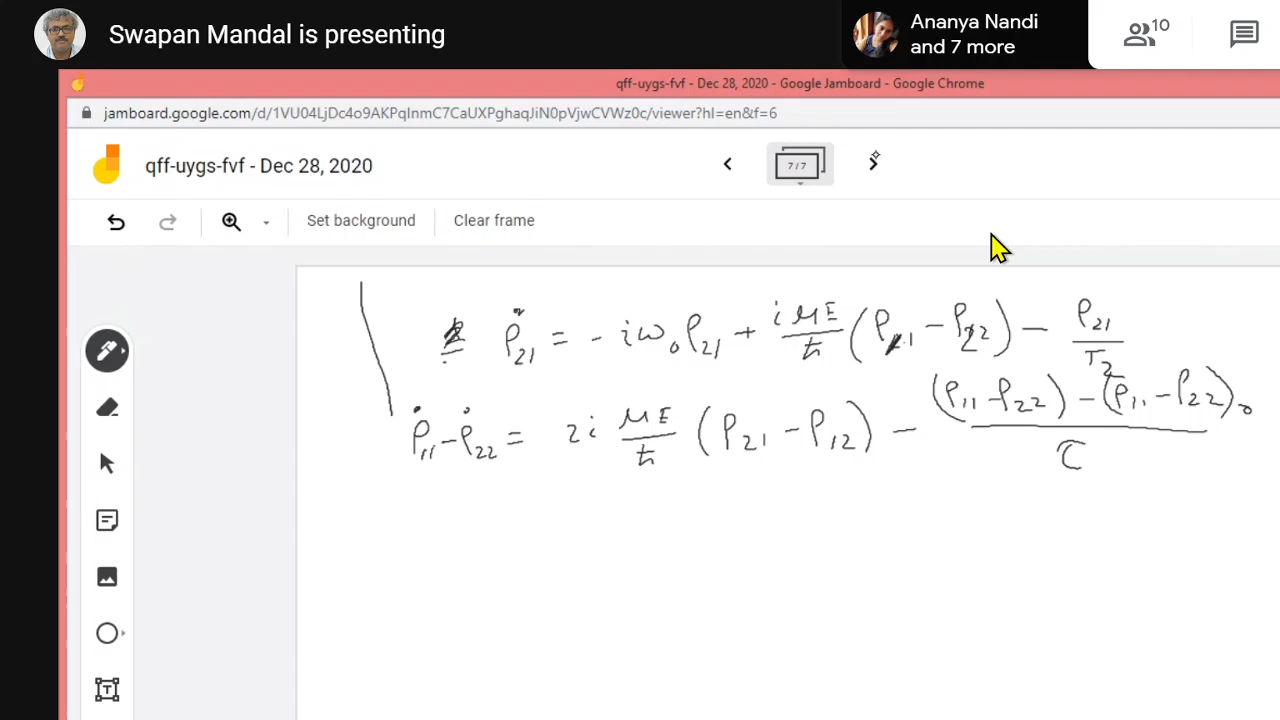 Swapan Mandal is presenting
Ananya Nandi
and 7 more
10
qff-uygs-fvf - Dec 28, 2020 - Google Jamboard - Google Chrome
jamboard.google.com/d/1VU04LjDc4o9AKPqInmC7CaUXPghaqJiN0pVjwCVWz0c/viewer?hl=en&f=6
qff-uygs-fvf - Dec 28, 2020
7/7
Set background
Clear frame
ρ̇₂₁ = - iω₀ρ₂₁ + iμE/ħ (ρ₁₁ - ρ₂₂) - ρ₂₁/T₂
ρ̇₁₁ - ρ̇₂₂ = 2i μE/ħ (ρ₂₁ - ρ₁₂) - ((ρ₁₁ - ρ₂₂) - (ρ₁₁ - ρ₂₂)₀)/τ